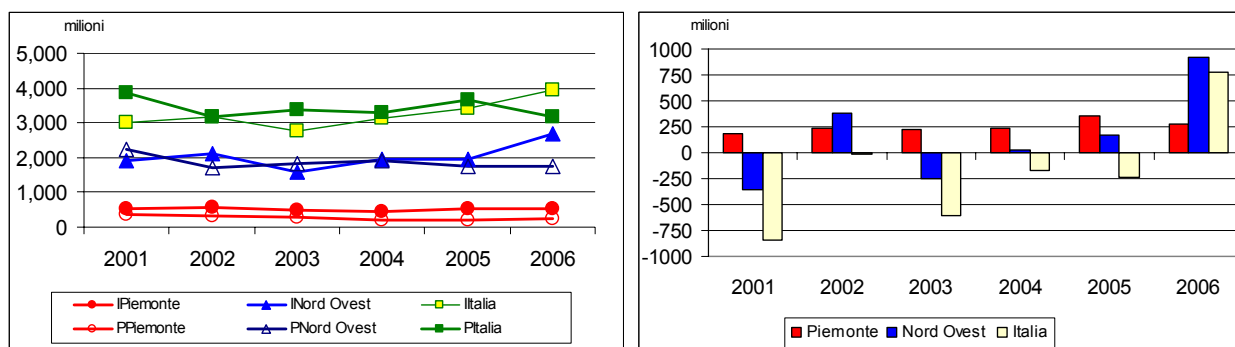 milioni
5,000
4,000
3,000
2,000
1,000
0
2001 2002 2003 2004 2005 2006
IPiemonte INord Ovest IItalia
PPiemonte PNord Ovest PItalia
milioni
1000
750
500
250
0
-250
-500
-750
-1000
2001 2002 2003 2004 2005 2006
Piemonte Nord Ovest Italia